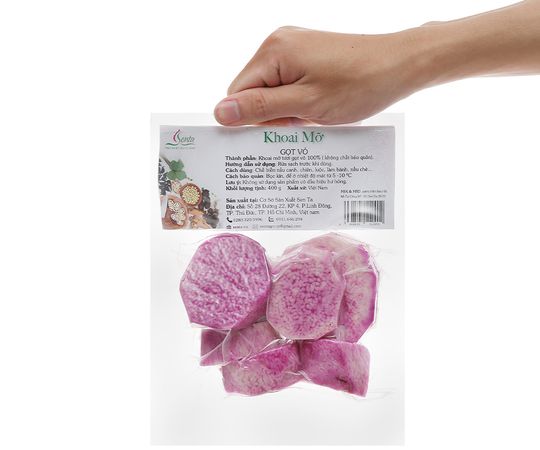 Senta
Khoai Mỡ
GỌT VỎ
Thành phần: Khoai mỡ tươi gọt vỏ 100% ( không chất bảo quản).
Hướng dẫn sử dụng: Rửa sạch trước khi dùng.
Cách dùng: Chế biến nấu canh, chiên, luộc, làm bánh, nấu chè...
Cách bảo quản: Bọc kín, để ở nhiệt độ mát từ 5 -10 °C
Lưu ý: Không sử dụng sản phẩm có dấu hiệu hư hỏng.
Khối lượng tịnh: 400 g Xuất xứ: Việt Nam
Sản xuất tại: Cơ Sở Sản Xuất Sen Ta
Địa chỉ: Số 28 Đường 22, KP 4, P.Linh Đông,
TP. Thủ Đức, TP. Hồ Chí Minh, Việt nam